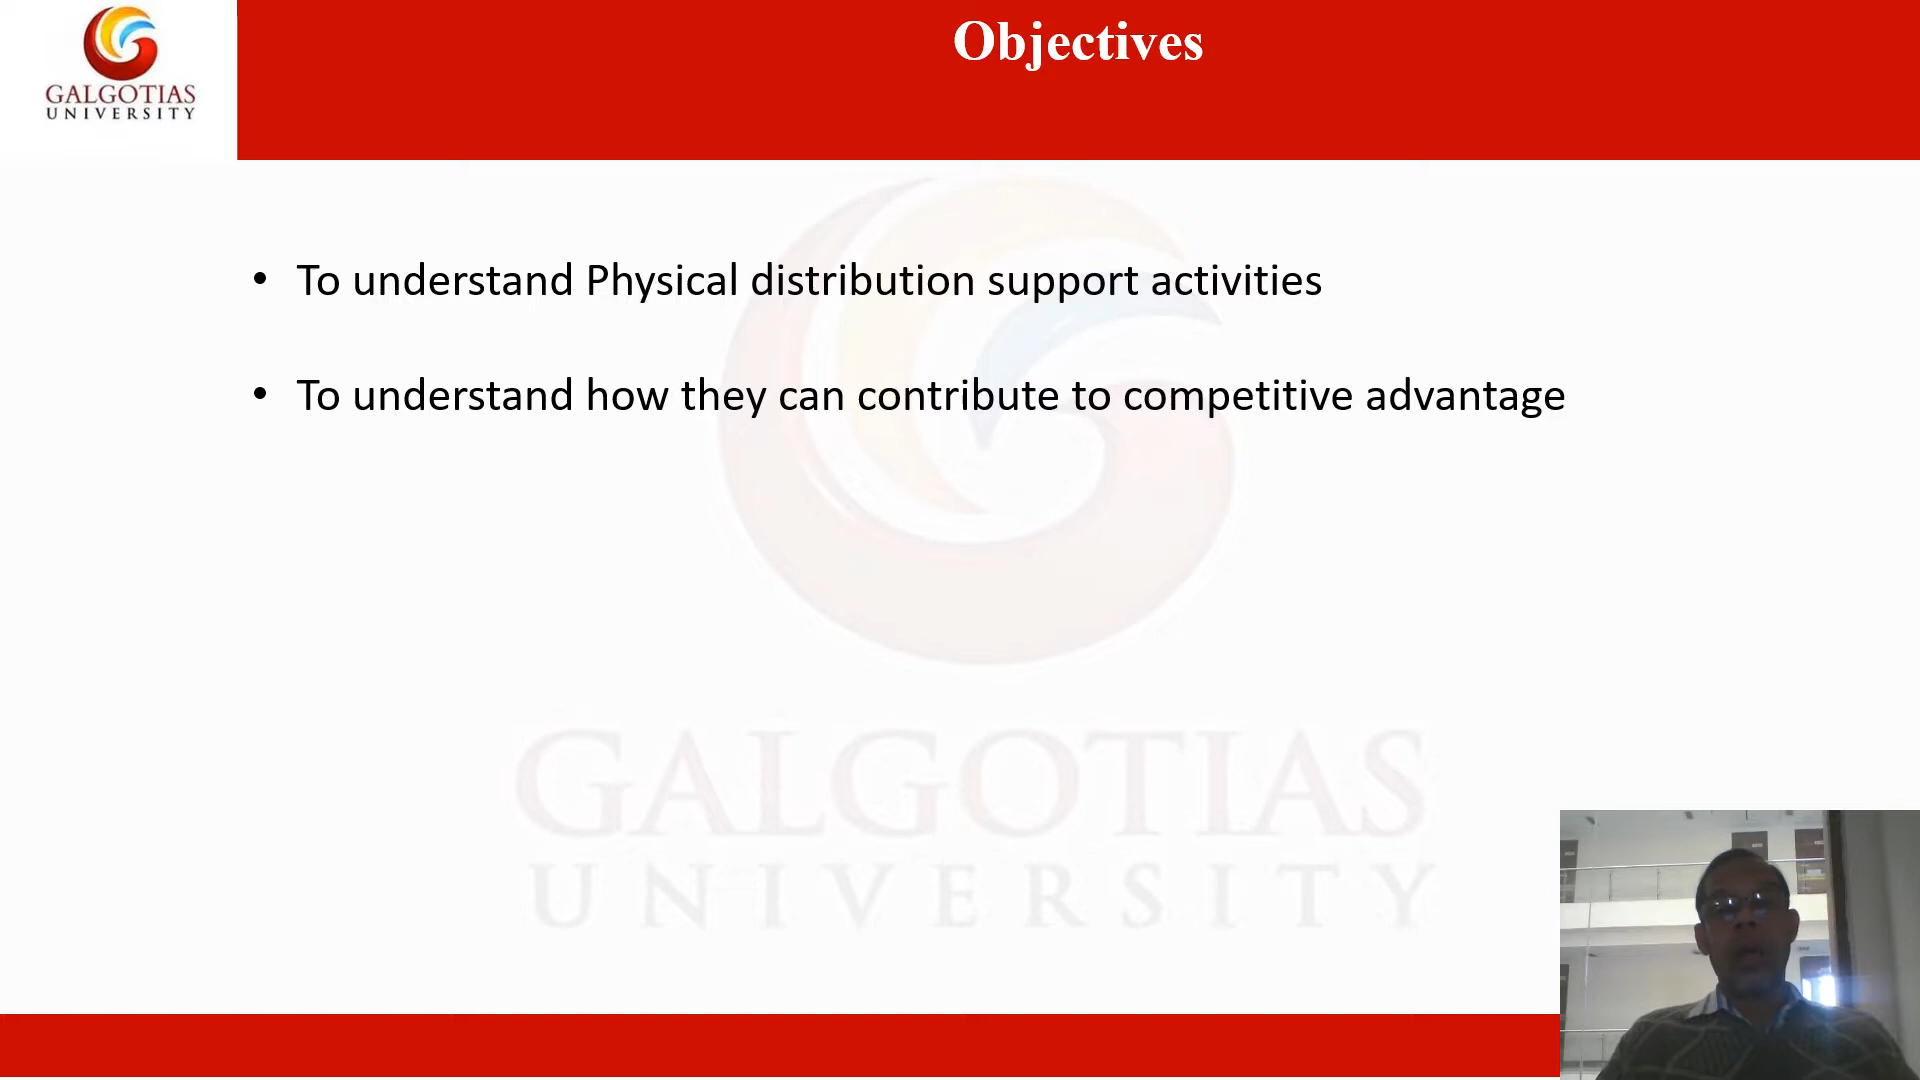 Objectives
GALGOTIAS
UNIVERSITY
• To understand Physical distribution support activities
• To understand how they can contribute to competitive advantage
GALGOTIAS
UNIVERSITY